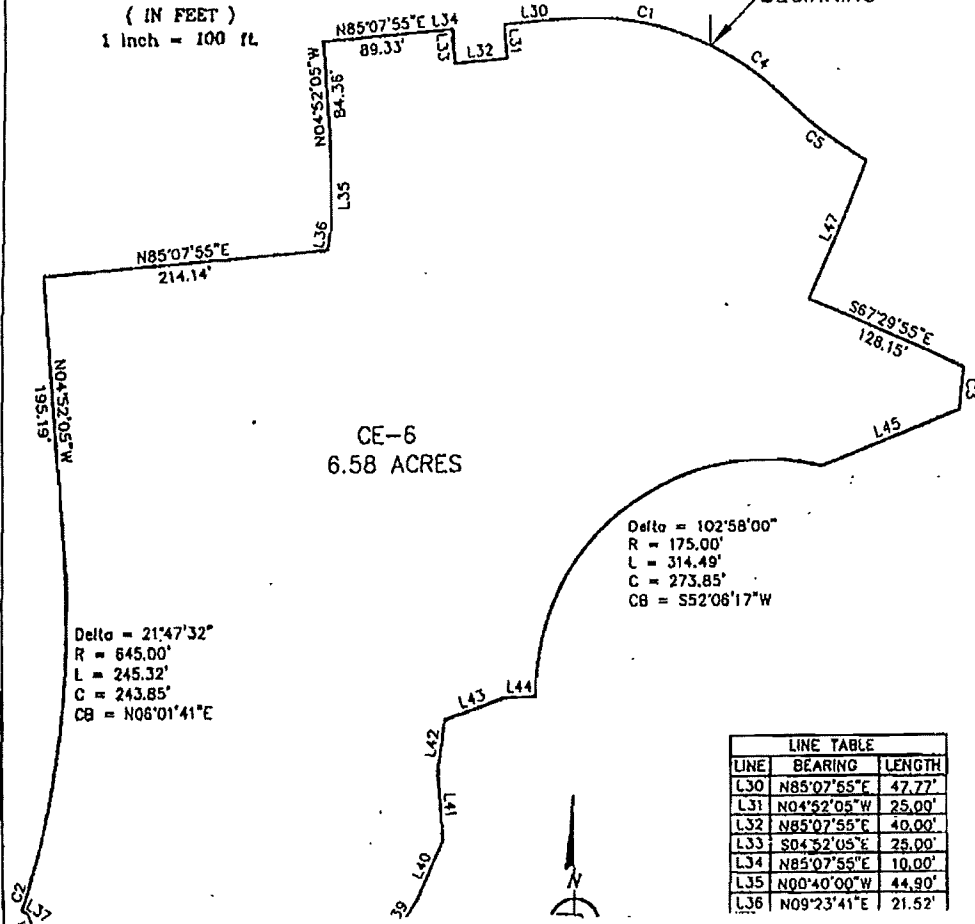 ( IN FEET )
1 inch = 100 ft.
N85°07'55"E
89.33'
L34
L33
L32
L31
L30
C1
C4
C5
N04°52'05"W
84.36'
L35
L36
L47
N85°07'55"E
214.14'
S67°29'55"E
128.15'
C3
L45
N04°52'05"W
195.19'
CE-6
6.58 ACRES
Delta = 102°58'00"
R = 175.00'
L = 314.49'
C = 273.85'
CB = S52°06'17"W
Delta = 21°47'32"
R = 645.00'
L = 245.32'
C = 243.85'
CB = N06°01'41"E
L44
L43
L42
L41
L40
39
C2
L37
N
LINE TABLE
LINE BEARING LENGTH
L30 N85°07'55"E 47.77'
L31 N04°52'05"W 25.00'
L32 N85°07'55"E 40.00'
L33 S04°52'05"E 25.00'
L34 N85°07'55"E 10.00'
L35 N00°40'00"W 44.90'
L36 N09°23'41"E 21.52'